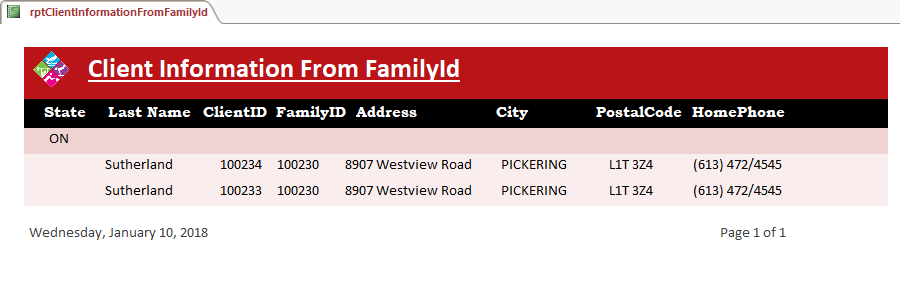 rptClientInformationFromFamilyId
Client Information From FamilyId
State Last Name ClientID FamilyID Address City PostalCode HomePhone
ON
Sutherland 100234 100230 8907 Westview Road PICKERING L1T 3Z4 (613) 472/4545
Sutherland 100233 100230 8907 Westview Road PICKERING L1T 3Z4 (613) 472/4545
Wednesday, January 10, 2018 Page 1 of 1